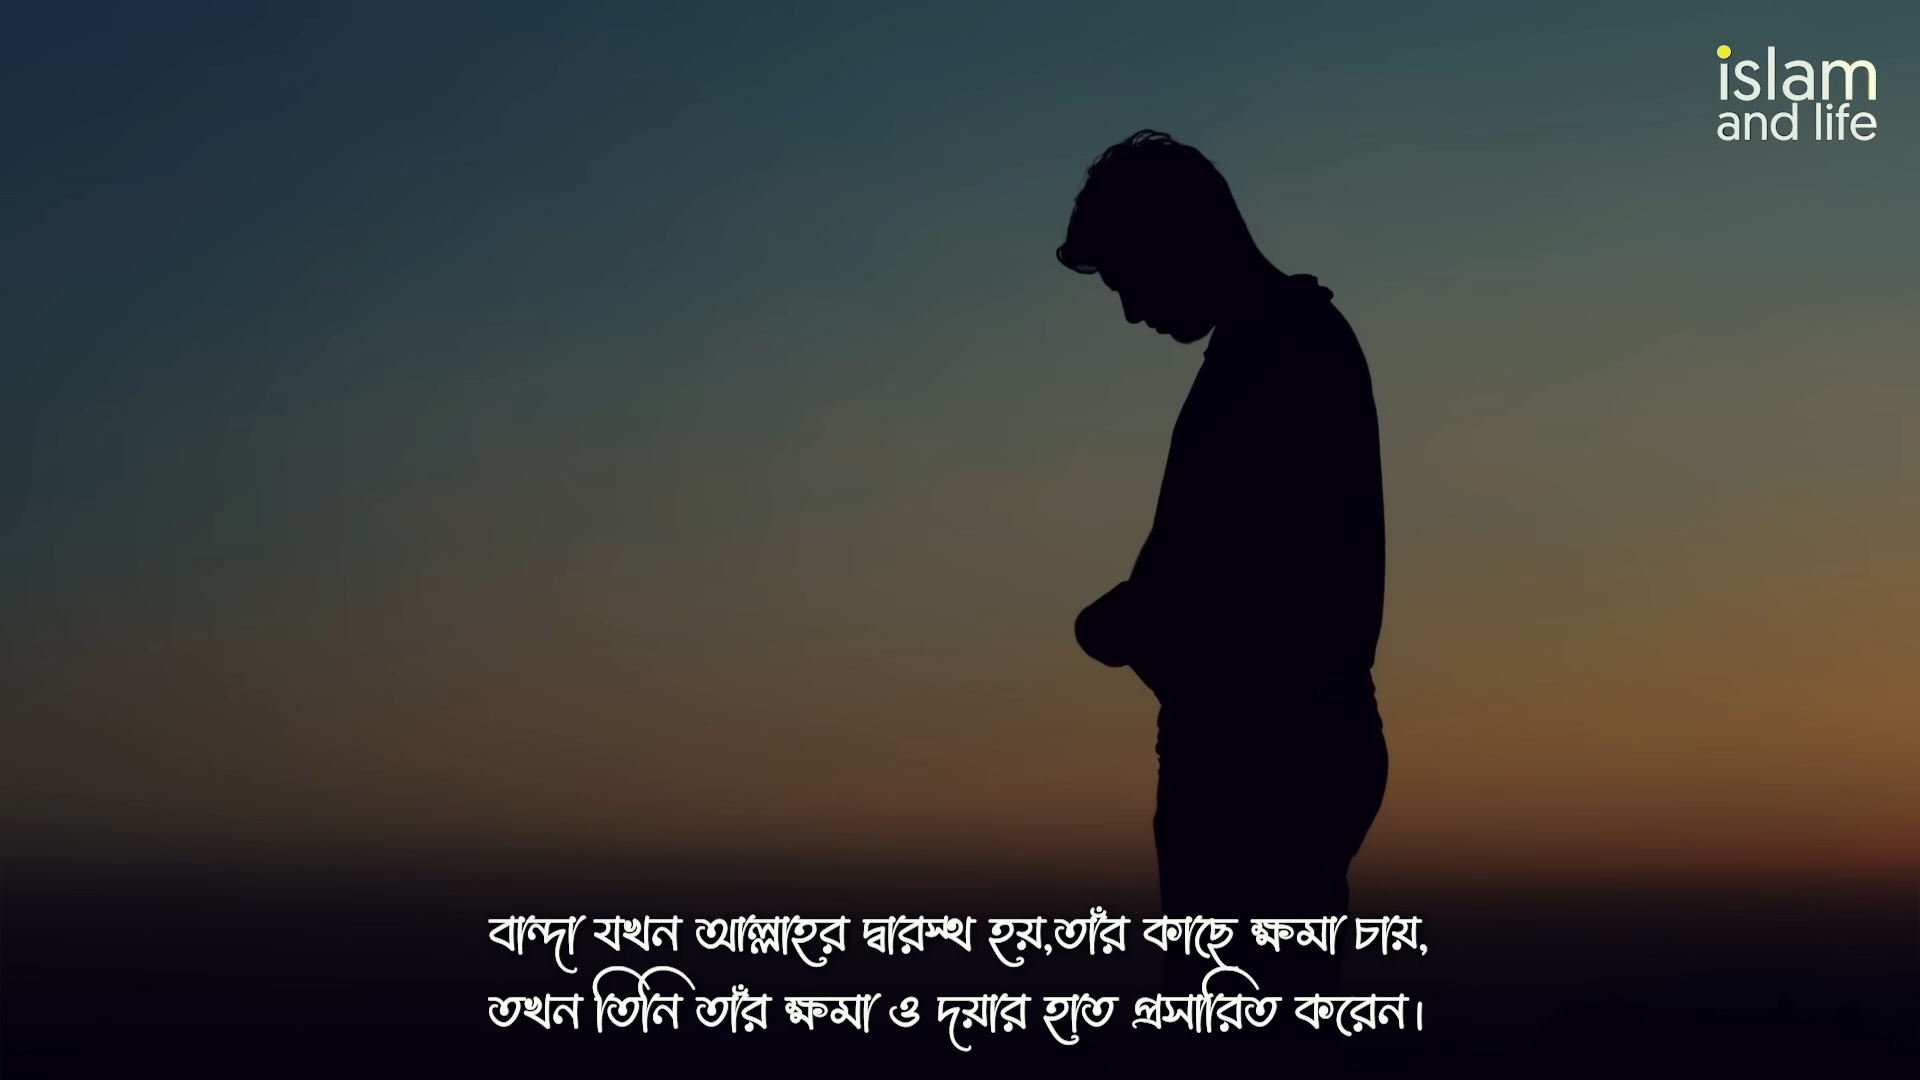 islam
and life
বান্দা যখন আল্লাহর দ্বারস্থ হয়,তাঁর কাছে ক্ষমা চায়,
তখন তিনি তাঁর ক্ষমা ও দয়ার হাত প্রসারিত করেন।